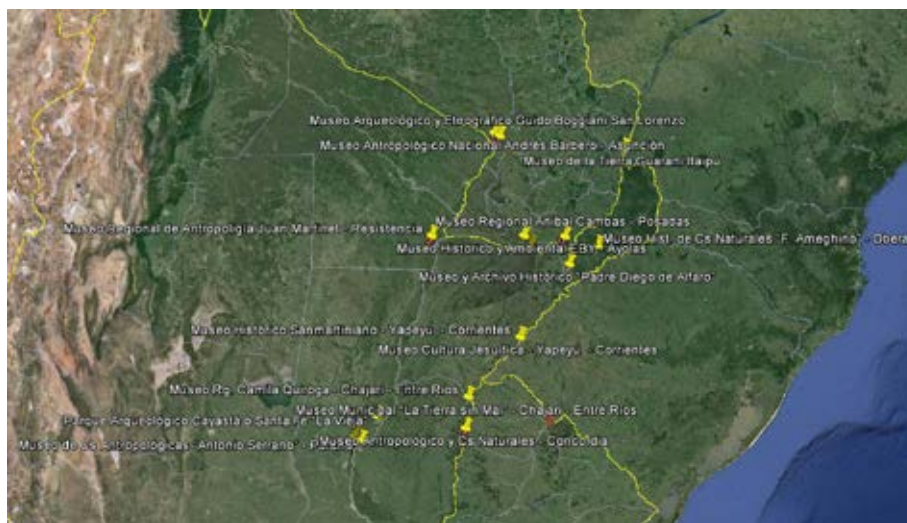 Museo Arqueológico y Etnográfico Guido Boggiani San Lorenzo
Museo Antropológico Nacional Andrés Barbero - Asunción
Museo de la Tierra Guaraní Itaipu
Museo Regional Anibal Cambas - Posadas
Museo Regional de Antropoligía Juan Martinet - Resistencia
Museo Hist. de Cs Naturales "F. Ameghino" - Obera
Museo Histórico y Ambiental EBY - Ayolas
Museo y Archivo Histórico "Padre Diego de Alfaro"
Museo Histórico Sanmartiniano - Yapeyú - Corrientes
Museo Cultura Jesuítica - Yapeyú - Corrientes
Museo Rg. Camila Quiroga - Chajarí - Entre Ríos
Museo Municipal "La Tierra sin Mal" - Chajarí - Entre Ríos
Parque Arqueológico Cayastá o Santa Fe "La Vieja"
Museo de Cs Antropológicas- Antonio Serrano -
Museo Antropológico y Cs Naturales - Concordia